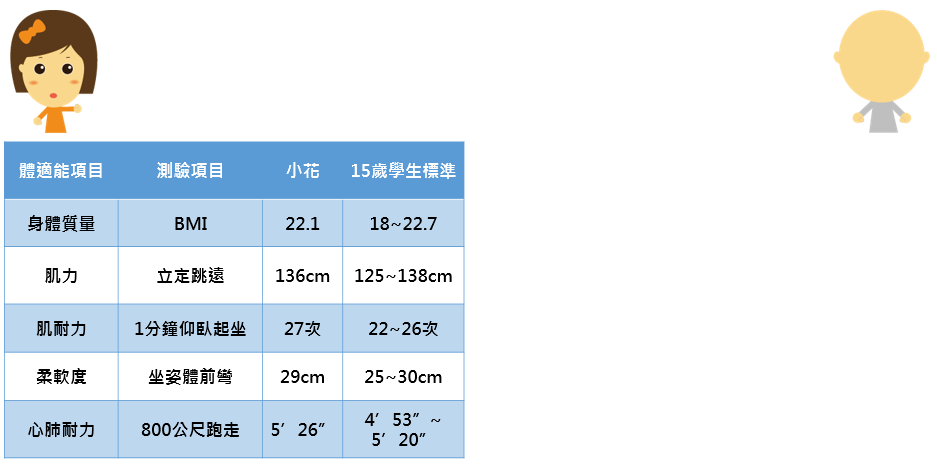 體適能項目 測驗項目 小花 15歲學生標準
身體質量 BMI 22.1 18~22.7
肌力 立定跳遠 136cm 125~138cm
肌耐力 1分鐘仰臥起坐 27次 22~26次
柔軟度 坐姿體前彎 29cm 25~30cm
心肺耐力 800公尺跑走 5’26” 4’53”~
5’20”